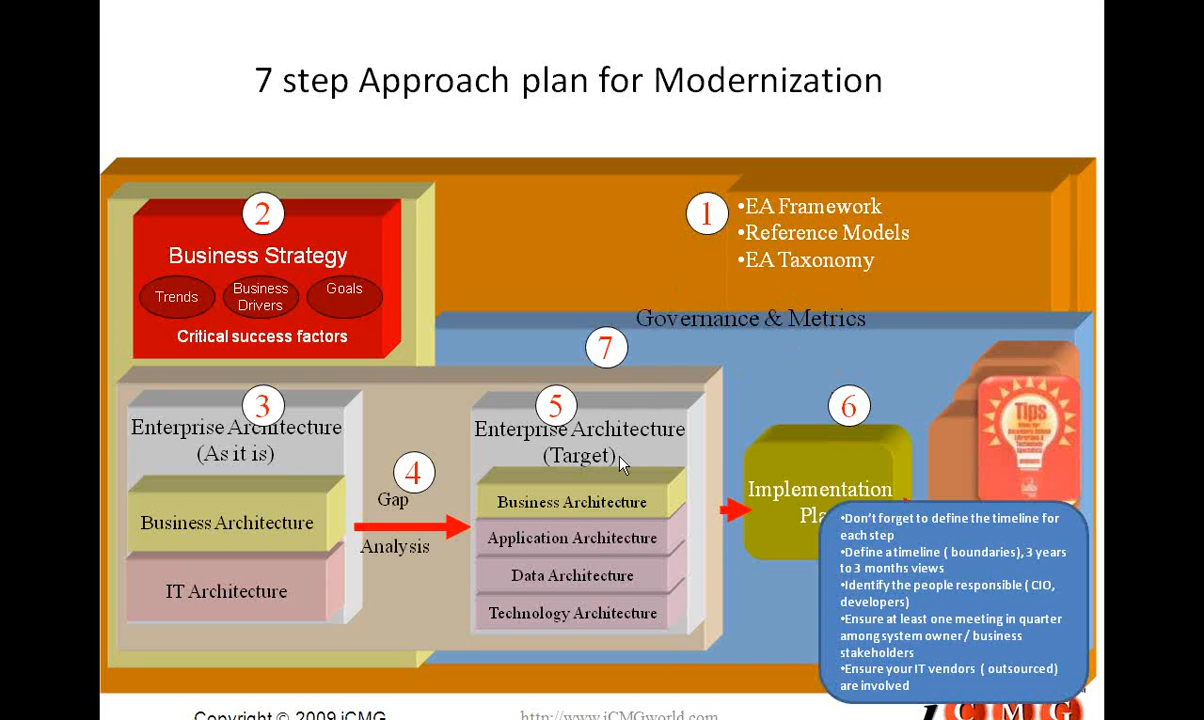 7 step Approach plan for Modernization
1
•EA Framework
•Reference Models
•EA Taxonomy
2
Business Strategy
Trends
Business
Drivers
Goals
Critical success factors
Governance & Metrics
7
3
Enterprise Architecture
(As it is)
Business Architecture
IT Architecture
4
Gap
Analysis
5
Enterprise Architecture
(Target)
Business Architecture
Application Architecture
Data Architecture
Technology Architecture
6
Implementation
Tips
•Don't forget to define the timeline for
each step
•Define a timeline ( boundaries), 3 years
to 3 months views
•Identify the people responsible ( CIO,
developers)
•Ensure at least one meeting in quarter
among system owner / business
stakeholders
•Ensure your IT vendors ( outsourced)
are involved
Copyright © 2009 iCMG
http://www.iCMGworld.com
iCMG